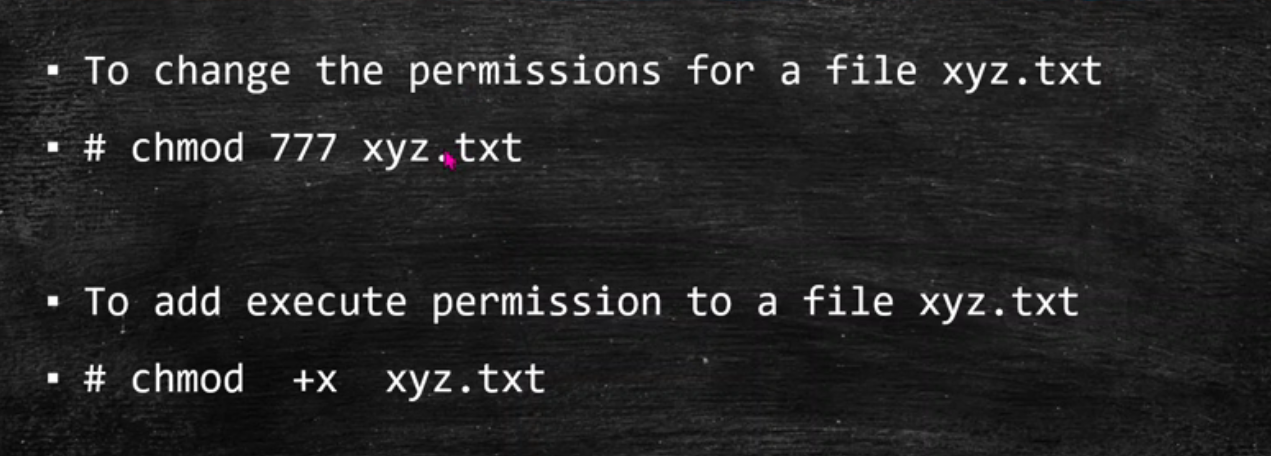 ▪ To change the permissions for a file xyz.txt
▪ # chmod 777 xyz.txt
▪ To add execute permission to a file xyz.txt
▪ # chmod  +x  xyz.txt